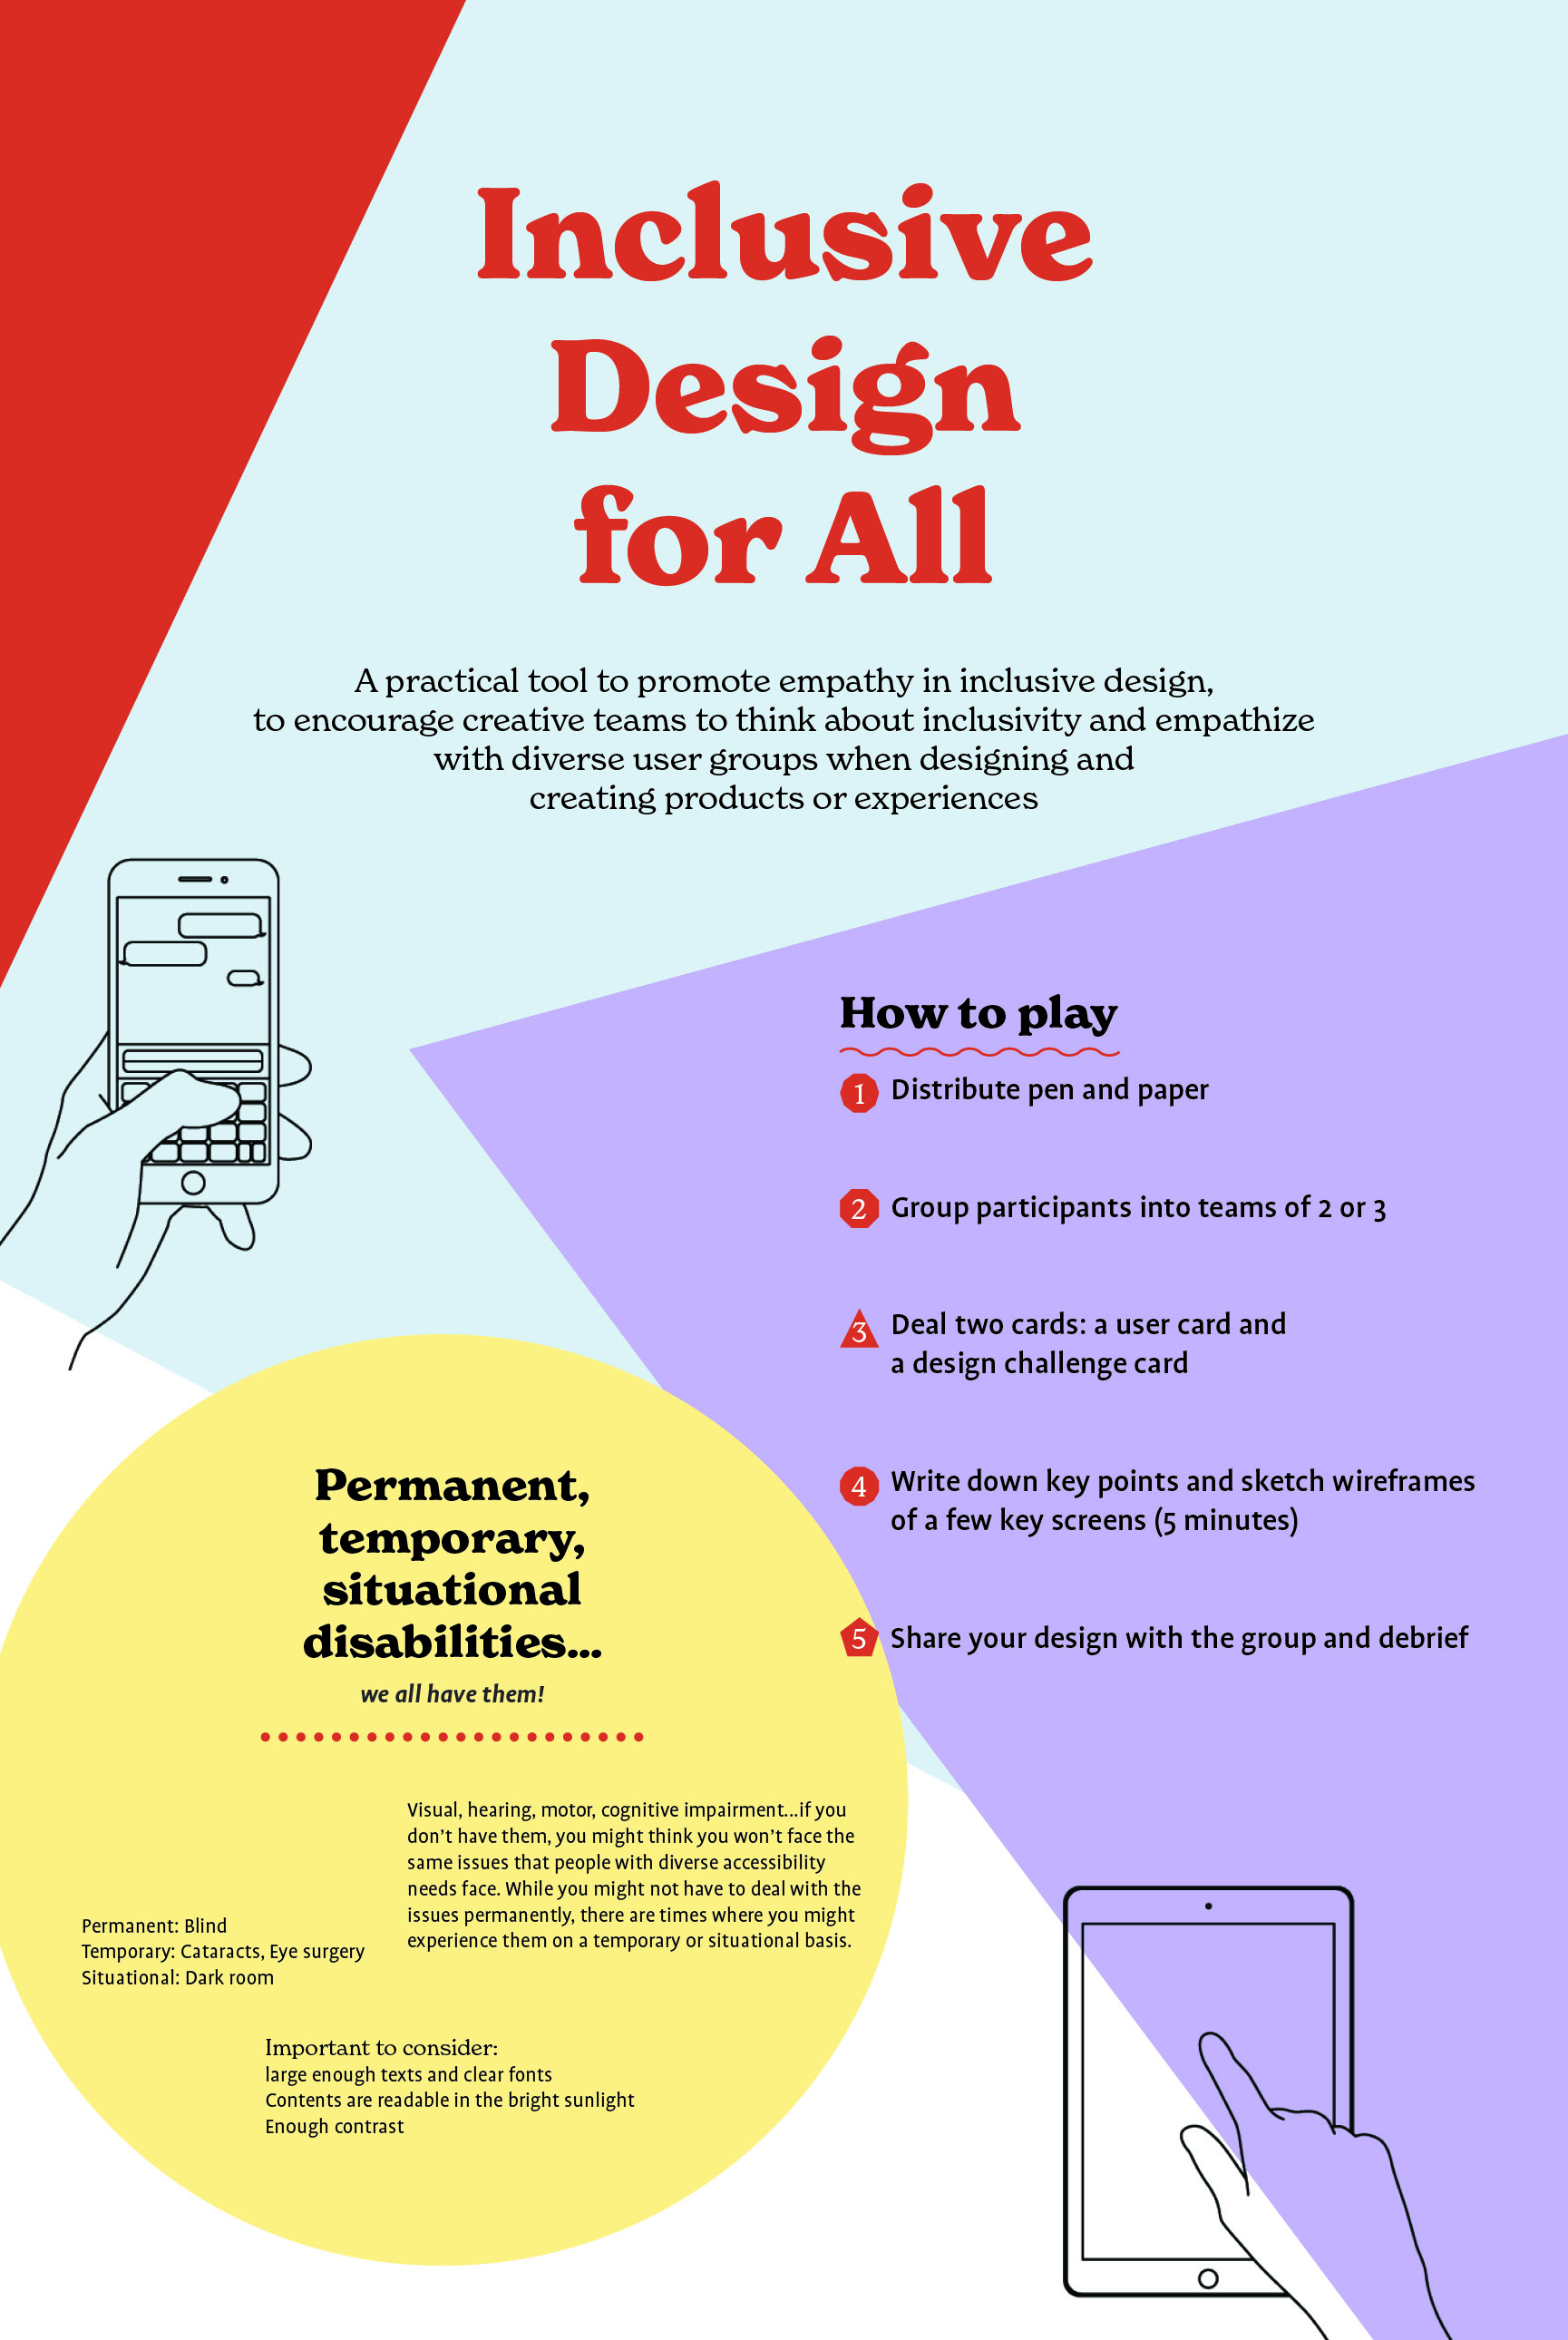 Inclusive
Design
for All
A practical tool to promote empathy in inclusive design,
to encourage creative teams to think about inclusivity and empathize
with diverse user groups when designing and
creating products or experiences
How to play
1 Distribute pen and paper
2 Group participants into teams of 2 or 3
3 Deal two cards: a user card and
a design challenge card
4 Write down key points and sketch wireframes
of a few key screens (5 minutes)
5 Share your design with the group and debrief
Permanent,
temporary,
situational
disabilities...
we all have them!
Visual, hearing, motor, cognitive impairment...if you
don’t have them, you might think you won’t face the
same issues that people with diverse accessibility
needs face. While you might not have to deal with the
issues permanently, there are times where you might
experience them on a temporary or situational basis.
Permanent: Blind
Temporary: Cataracts, Eye surgery
Situational: Dark room
Important to consider:
large enough texts and clear fonts
Contents are readable in the bright sunlight
Enough contrast